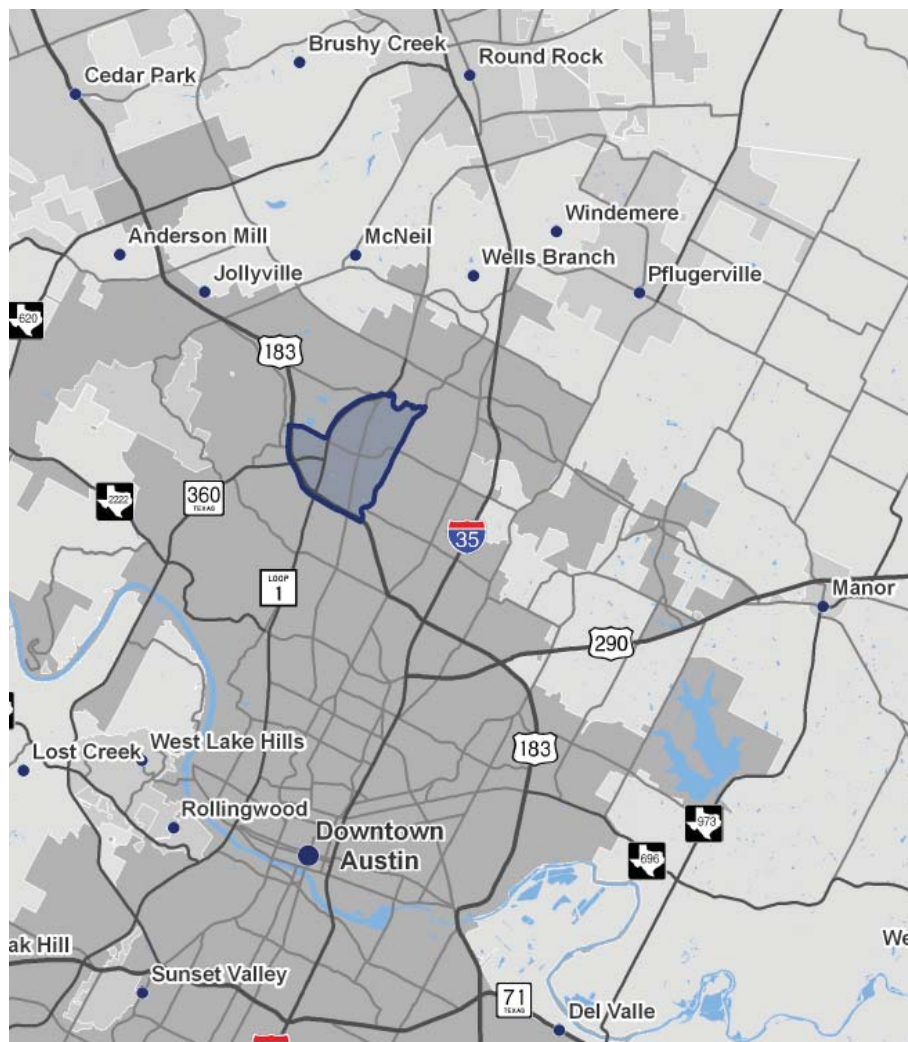 Brushy Creek
Round Rock
Cedar Park
Windemere
Anderson Mill
McNeil
Wells Branch
Jollyville
Pflugerville
620
183
360
TEXAS
2222
35
LOOP
1
Manor
290
183
West Lake Hills
Lost Creek
Rollingwood
973
Downtown
Austin
696
ak Hill
We
Sunset Valley
71
TEXAS
Del Valle